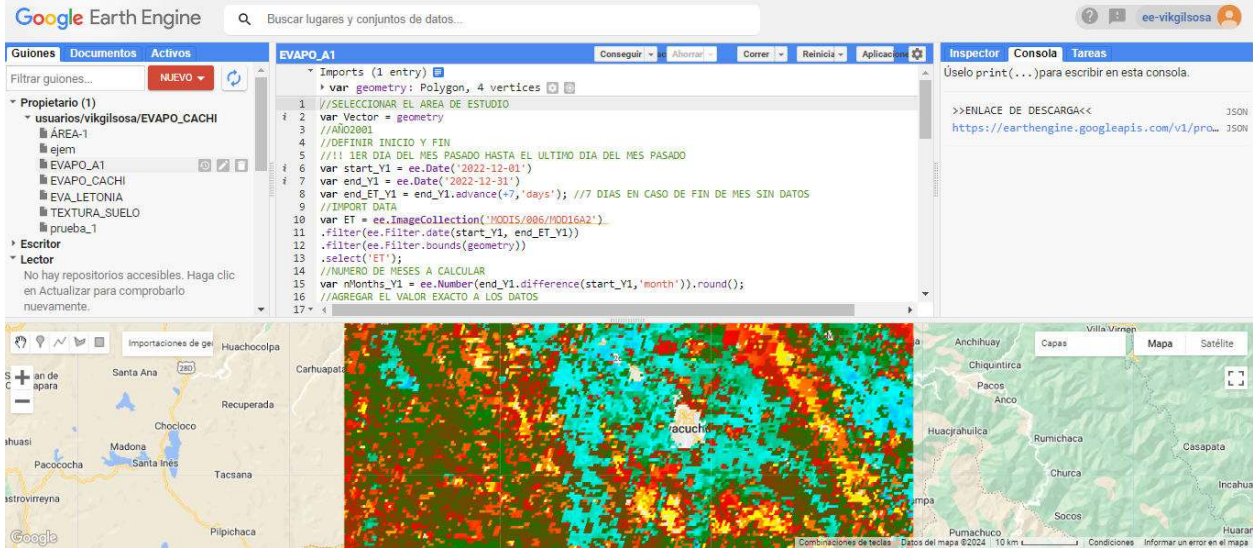 Google Earth Engine
Buscar lugares y conjuntos de datos...
ee-vikgilsosa
Guiones Documentos Activos
Filtrar guiones...
NUEVO
Propietario (1)
usuarios/vikgilsosa/EVAPO_CACHI
ÁREA-1
ejem
EVAPO_A1
EVAPO_CACHI
EVA_LETONIA
TEXTURA_SUELO
prueba_1
Escritor
Lector
No hay repositorios accesibles. Haga clic
en Actualizar para comprobarlo
nuevamente.
EVAPO_A1
Conseguir Ahorrar Correr Reinicia Aplicacione
Imports (1 entry)
var geometry: Polygon, 4 vertices
1 //SELECCIONAR EL AREA DE ESTUDIO
i 2 var Vector = geometry
3 //AÑO2001
4 //DEFINIR INICIO Y FIN
5 //!! 1ER DIA DEL MES PASADO HASTA EL ULTIMO DIA DEL MES PASADO
i 6 var start_Y1 = ee.Date('2022-12-01')
i 7 var end_Y1 = ee.Date('2022-12-31')
8 var end_ET_Y1 = end_Y1.advance(+7,'days'); //7 DIAS EN CASO DE FIN DE MES SIN DATOS
9 //IMPORT DATA
10 var ET = ee.ImageCollection('MODIS/006/MOD16A2')
11 .filter(ee.Filter.date(start_Y1, end_ET_Y1))
12 .filter(ee.Filter.bounds(geometry))
13 .select('ET');
14 //NUMERO DE MESES A CALCULAR
15 var nMonths_Y1 = ee.Number(end_Y1.difference(start_Y1,'month')).round();
16 //AGREGAR EL VALOR EXACTO A LOS DATOS
17
Inspector Consola Tareas
Úselo print(...)para escribir en esta consola.
>>ENLACE DE DESCARGA<< JSON
https://earthengine.googleapis.com/v1/pro… JSON
Importaciones de ge
Huachocolpa
Santa Ana
280
Carhuapata
an de
apara
Recuperada
Chocloco
ahuasi
Madona
Pacococha
Santa Inés
Tacsana
astrovirreyna
Pilpichaca
Google
acuch
Villa Virgen
Anchihuay
Capas
Mapa Satélite
Chiquintirca
Pacos
Anco
Huacjrahuilca
Rumichaca
Casapata
Churca
Incahua
mpa
Socos
Pumachuco
Huaran
Combinaciones de teclas Datos del mapa ©2024 10 km Condiciones Informar un error en el mapa